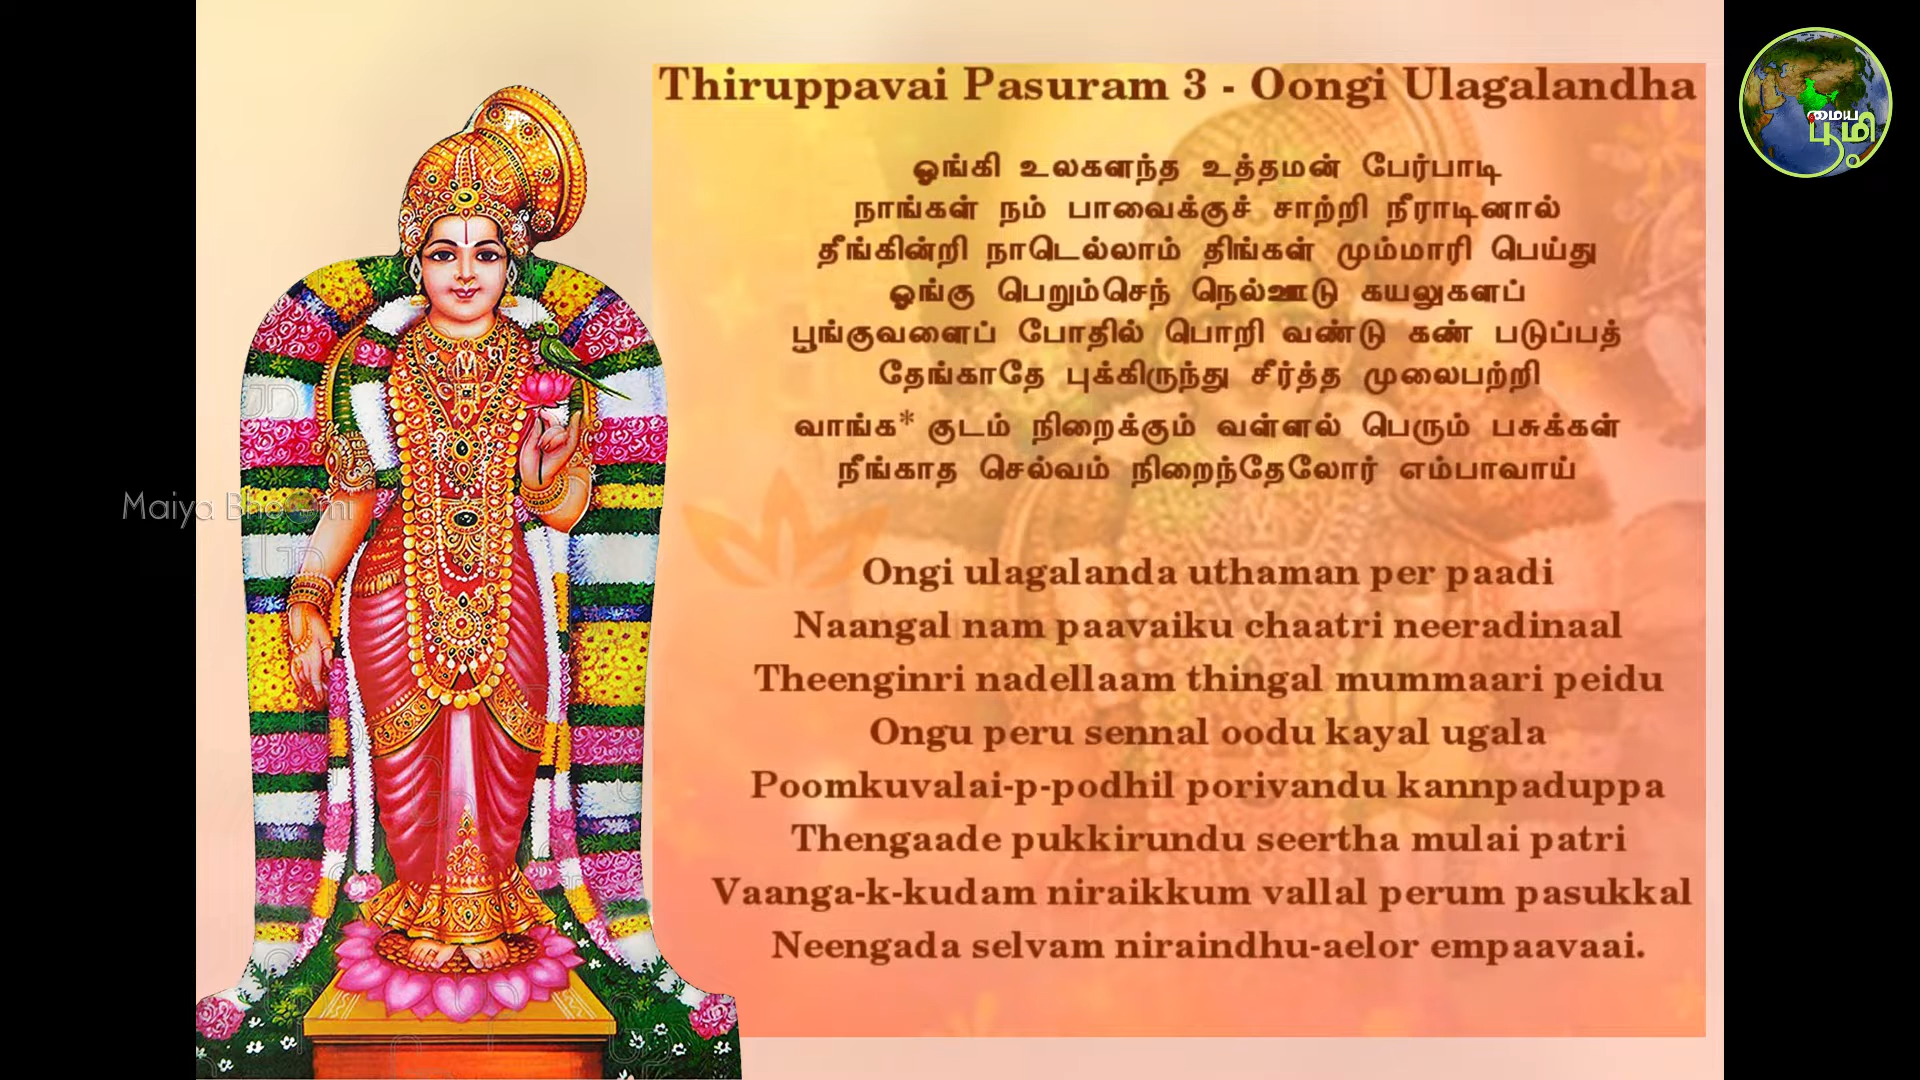 Thiruppavai Pasuram 3 - Oongi Ulagalandha
ஓங்கி உலகளந்த உத்தமன் பேர்பாடி
நாங்கள் நம் பாவைக்குச் சாற்றி நீராடினால்
தீங்கின்றி நாடெல்லாம் திங்கள் மும்மாரி பெய்து
ஓங்கு பெறும்செந் நெல்ஊடு கயலுகளப்
பூங்குவளைப் போதில் பொறி வண்டு கண் படுப்பத்
தேங்காதே புக்கிருந்து சீர்த்த முலைபற்றி
வாங்க* குடம் நிறைக்கும் வள்ளல் பெரும் பசுக்கள்
நீங்காத செல்வம் நிறைந்தேலோர் எம்பாவாய்
Ongi ulagalanda uthaman per paadi
Naangal nam paavaiku chaatri neeradinaal
Theenginri nadellaam thingal mummaari peidu
Ongu peru sennal oodu kayal ugala
Poomkuvalai-p-podhil porivandu kannpaduppa
Thengaade pukkirundu seertha mulai patri
Vaanga-k-kudam niraikkum vallal perum pasukkal
Neengada selvam niraindhu-aelor empaavaai.
மைய
பூமி
Maiya Bhoomi